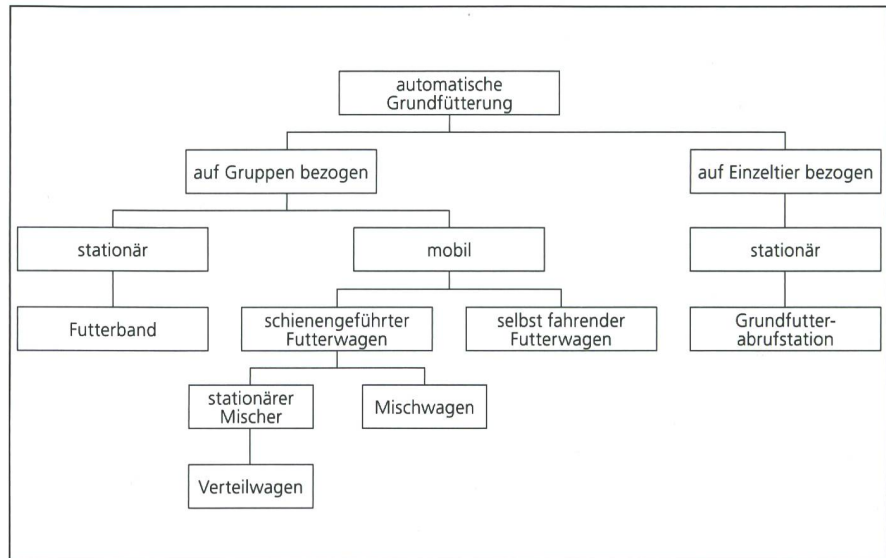 automatische
Grundfütterung
auf Gruppen bezogen
auf Einzeltier bezogen
stationär
mobil
stationär
Futterband
schienengeführter
Futterwagen
selbst fahrender
Futterwagen
Grundfutter-
abrufstation
stationärer
Mischer
Mischwagen
Verteilwagen